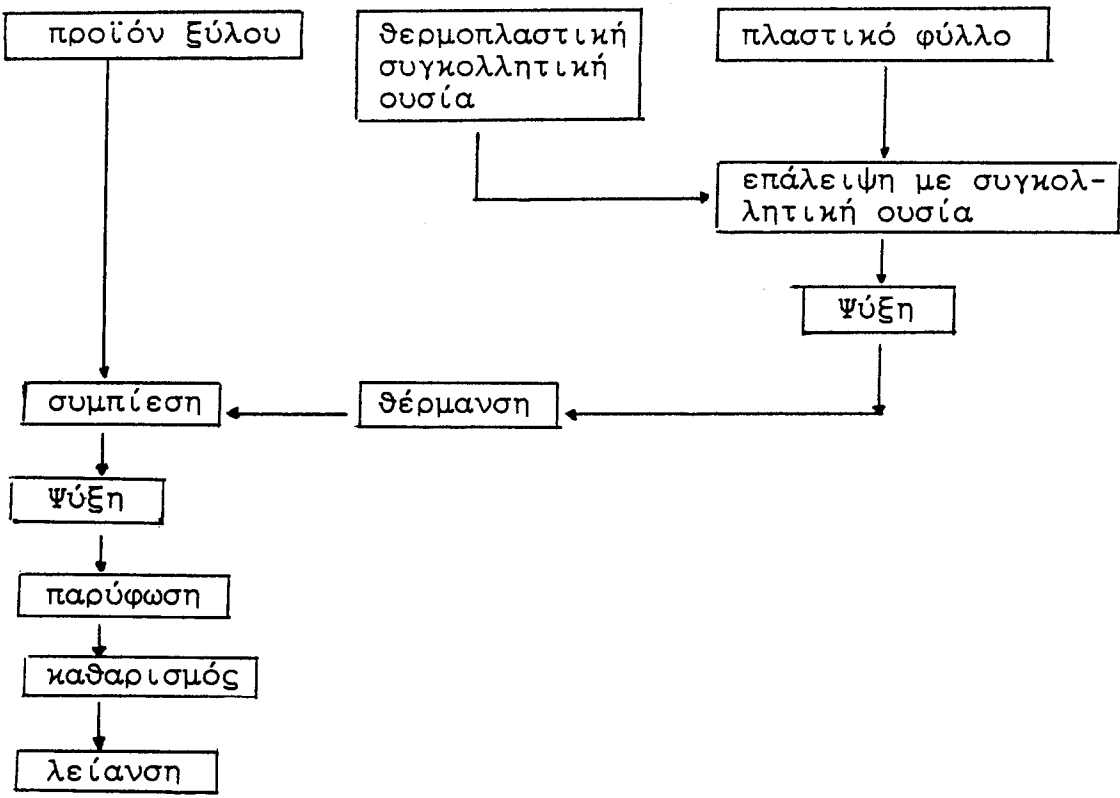 προϊόν ξύλου
θερμοπλαστική
συγκολλητική
ουσία
πλαστικό φύλλο
επάλειψη με συγκολ-
λητική ουσία
Ψύξη
συμπίεση
θέρμανση
Ψύξη
παρύφωση
καθαρισμός
λείανση